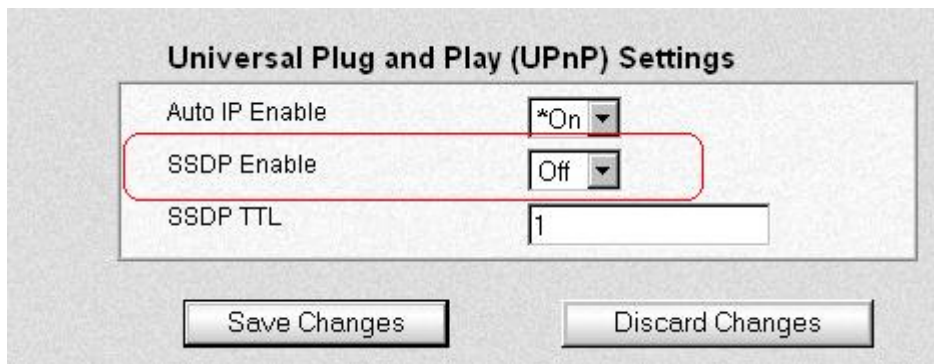 Universal Plug and Play (UPnP) Settings
Auto IP Enable *On
SSDP Enable Off
SSDP TTL 1
Save Changes Discard Changes